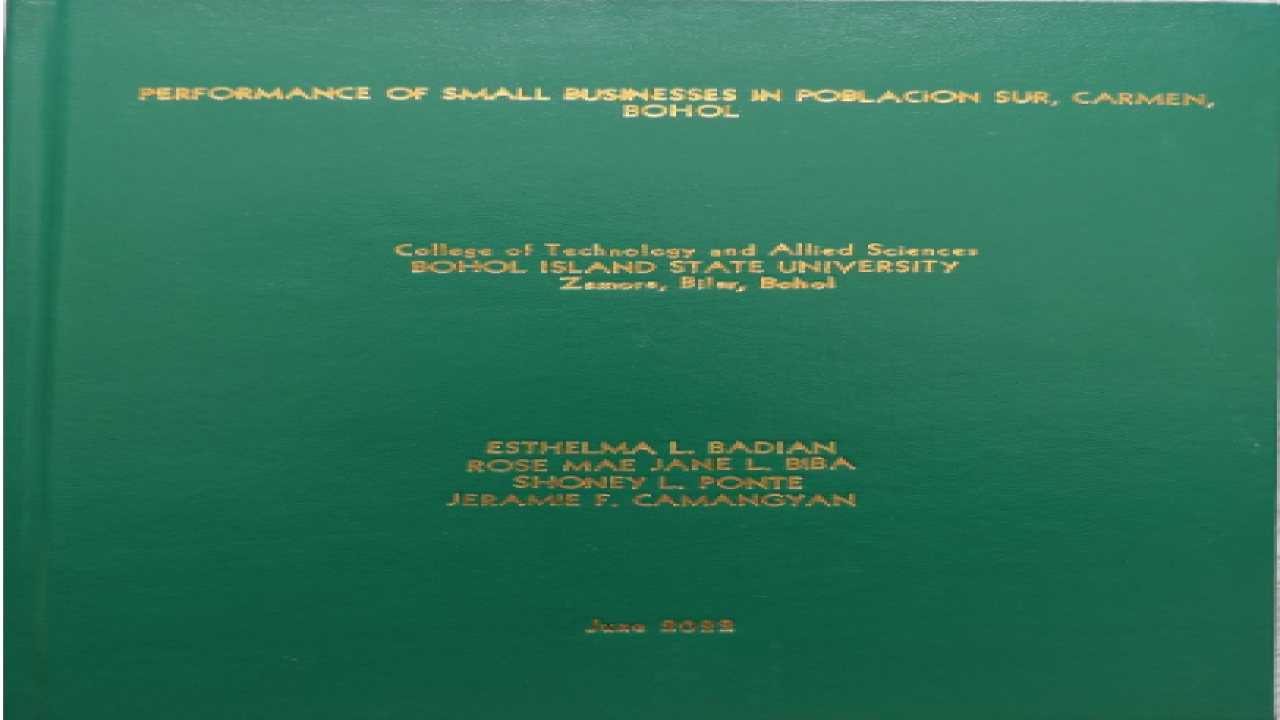 PERFORMANCE OF SMALL BUSINESSES IN POBLACION SUR, CARMEN,
BOHOL
College of Technology and Allied Sciences
BOHOL ISLAND STATE UNIVERSITY
Zamora, Bilar, Bohol
ESTHELMA L. BADIAN
ROSE MAE JANE L. BIBA
SHONEY L. PONTE
JERAMIE F. CAMANGYAN
June 2022